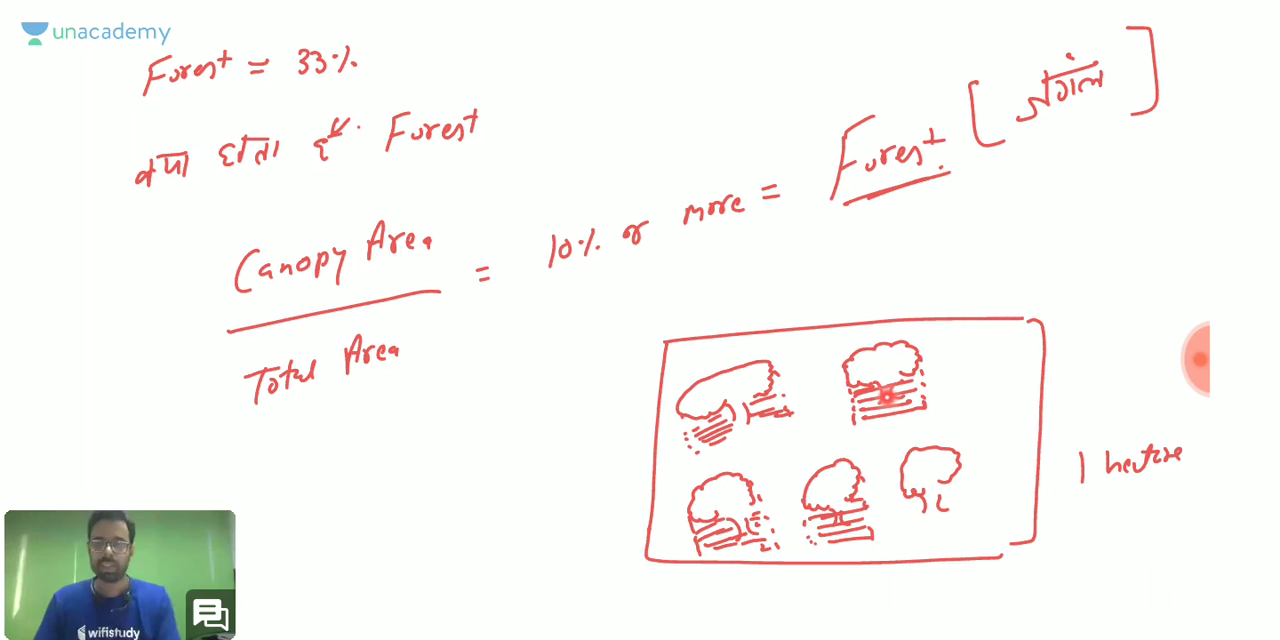 unacademy
Forest = 33%
क्या होता है Forest
Canopy Area
Total Area
= 10% or more = Forest [जंगल]
1 hectare
wifistudy